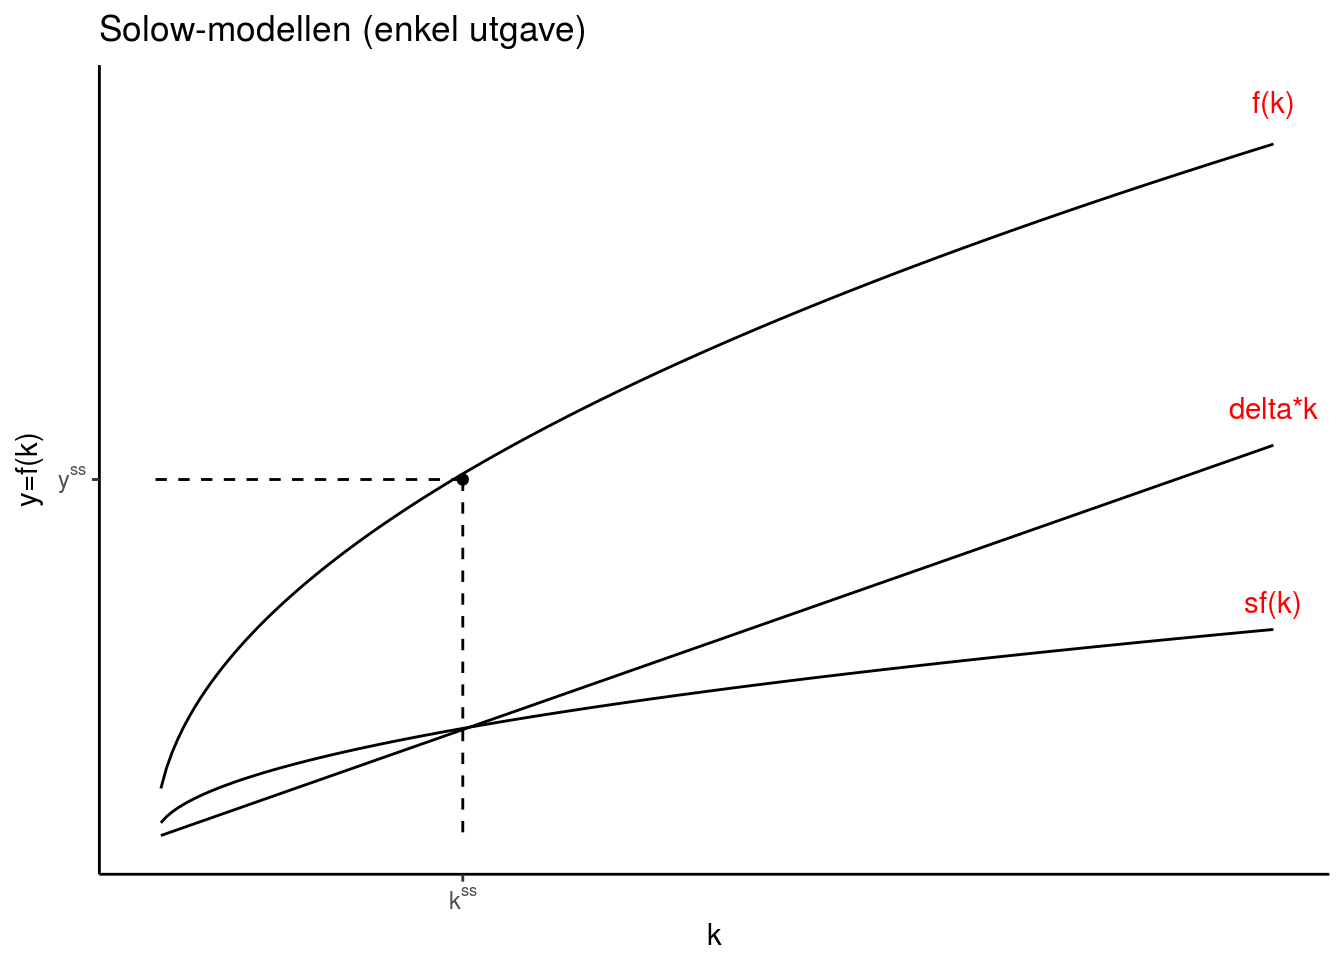 Solow-modellen (enkel utgave)
f(k)
delta*k
y=f(k)
y^ss
sf(k)
k^ss
k